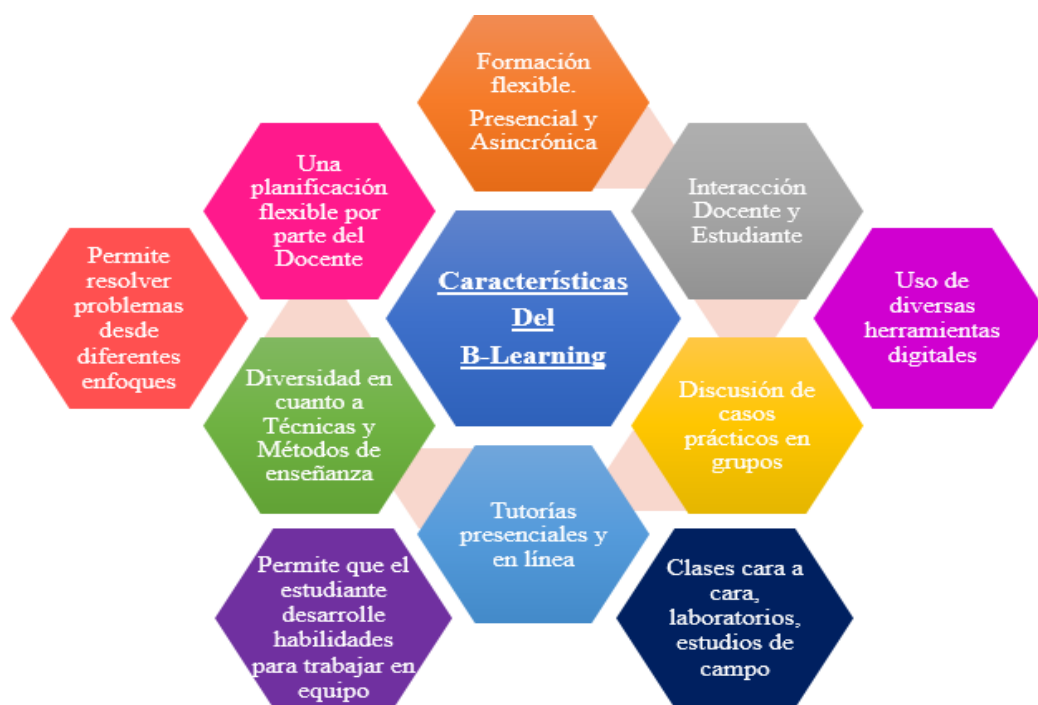 Formación
flexible.
Presencial y
Asincrónica
Una
planificación
flexible por
parte del
Docente
Interacción
Docente y
Estudiante
Permite
resolver
problemas
desde
diferentes
enfoques
Característicás
Del
B-Learning
Uso de
diversas
herramientas
digitales
Diversidad en
cuanto a
Técnicas y
Métodos de
enseñanza
Discusión de
casos
prácticos en
grupos
Tutorías
presenciales y
en línea
Permite que el
estudiante
desarrolle
habilidades
para trabajar en
equipo
Clases cara a
cara,
laboratorios,
estudios de
campo